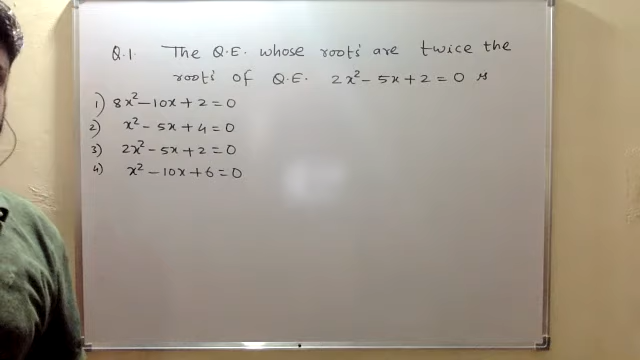 Q.1. The Q.E. whose roots are twice the
roots of Q.E. 2x² - 5x + 2 = 0 is
1) 8x² - 10x + 2 = 0
2) x² - 5x + 4 = 0
3) 2x² - 5x + 2 = 0
4) x² - 10x + 6 = 0